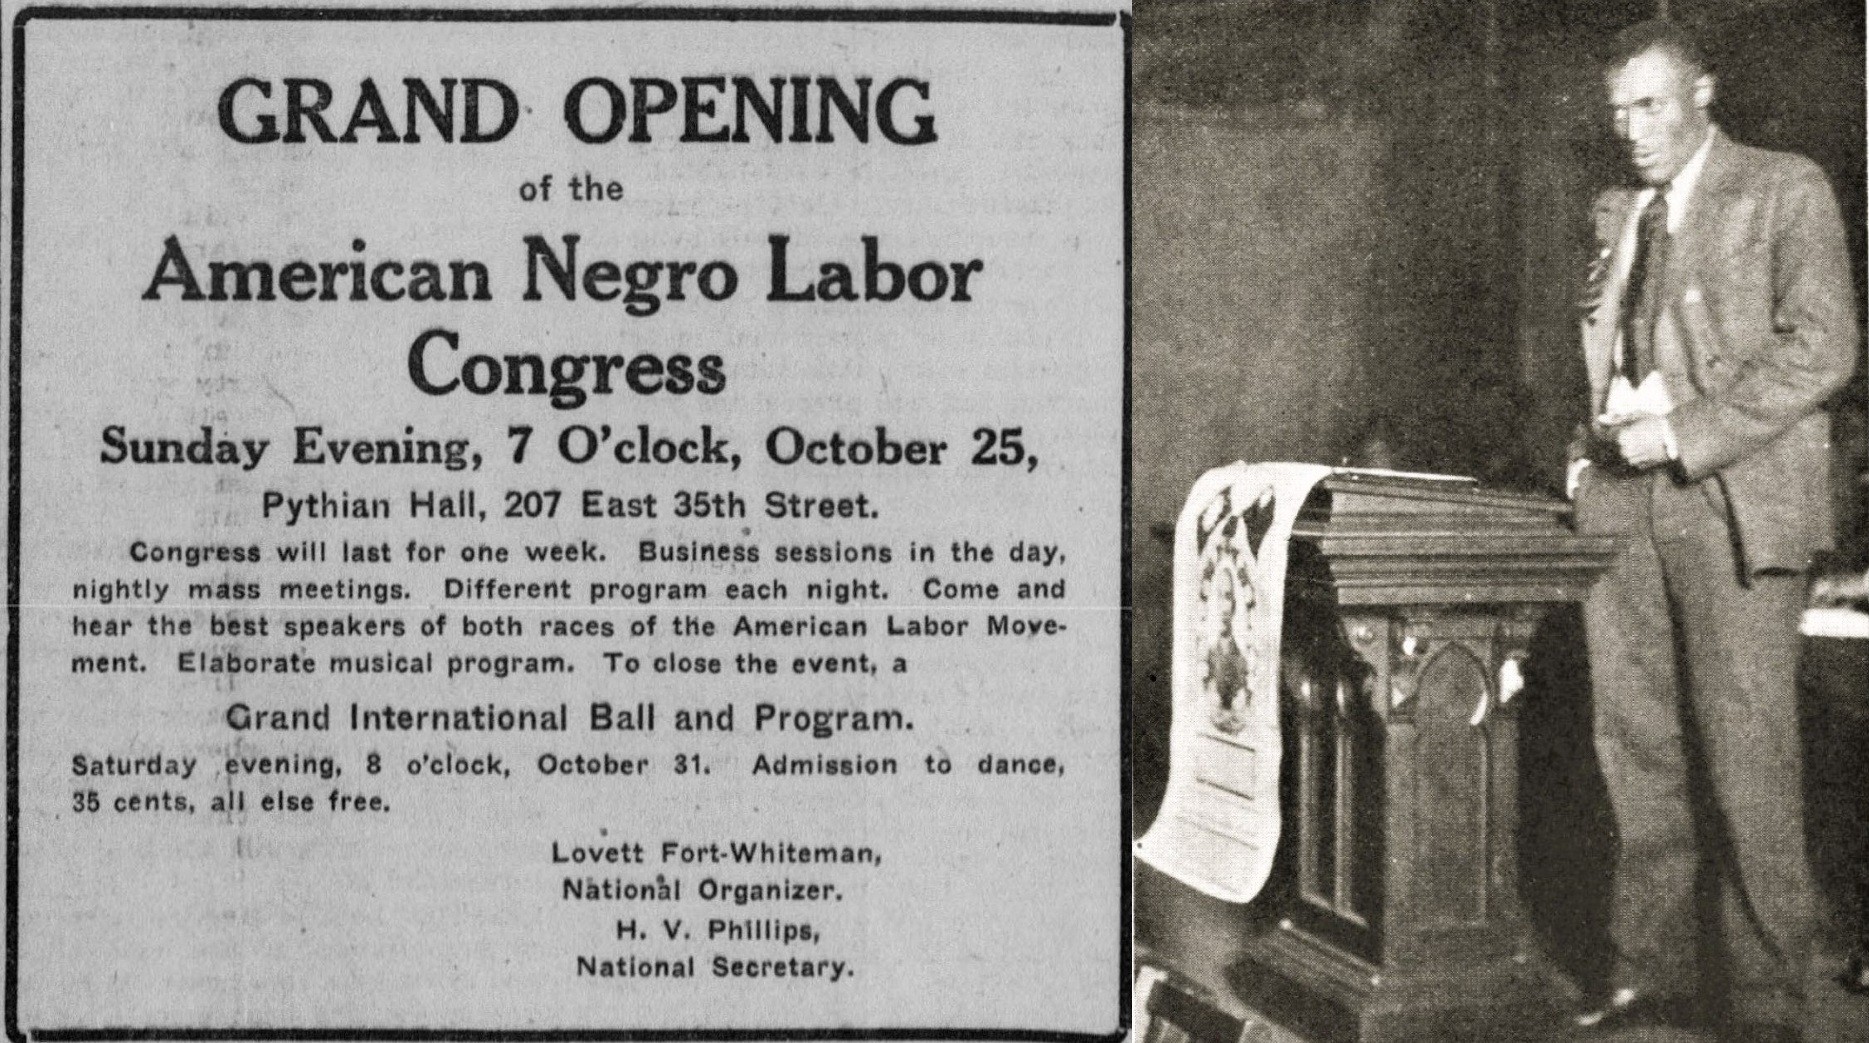 GRAND OPENING
of the
American Negro Labor
Congress
Sunday Evening, 7 O'clock, October 25,
Pythian Hall, 207 East 35th Street.
Congress will last for one week. Business sessions in the day,
nightly mass meetings. Different program each night. Come and
hear the best speakers of both races of the American Labor Move-
ment. Elaborate musical program. To close the event, a
Grand International Ball and Program.
Saturday evening, 8 o'clock, October 31. Admission to dance,
35 cents, all else free.
Lovett Fort-Whiteman,
National Organizer.
H. V. Phillips,
National Secretary.